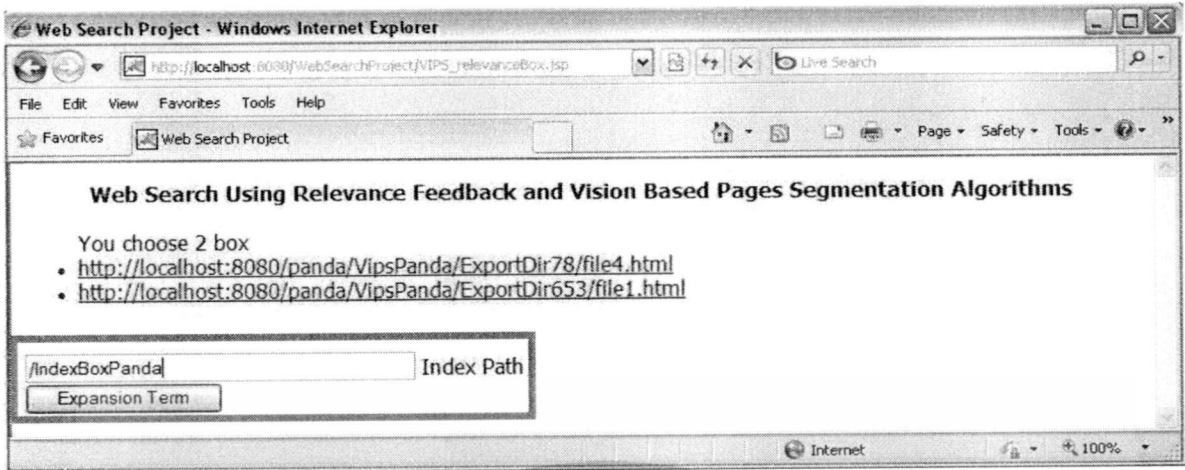 Web Search Project - Windows Internet Explorer
http://localhost:8080/WebSearchProject/VIPS_relevanceBox.jsp
Live Search
File Edit View Favorites Tools Help
Favorites Web Search Project Page Safety Tools
Web Search Using Relevance Feedback and Vision Based Pages Segmentation Algorithms
You choose 2 box
• http://localhost:8080/panda/VipsPanda/ExportDir78/file4.html
• http://localhost:8080/panda/VipsPanda/ExportDir653/file1.html
/IndexBoxPanda Index Path
Expansion Term
Internet 100%